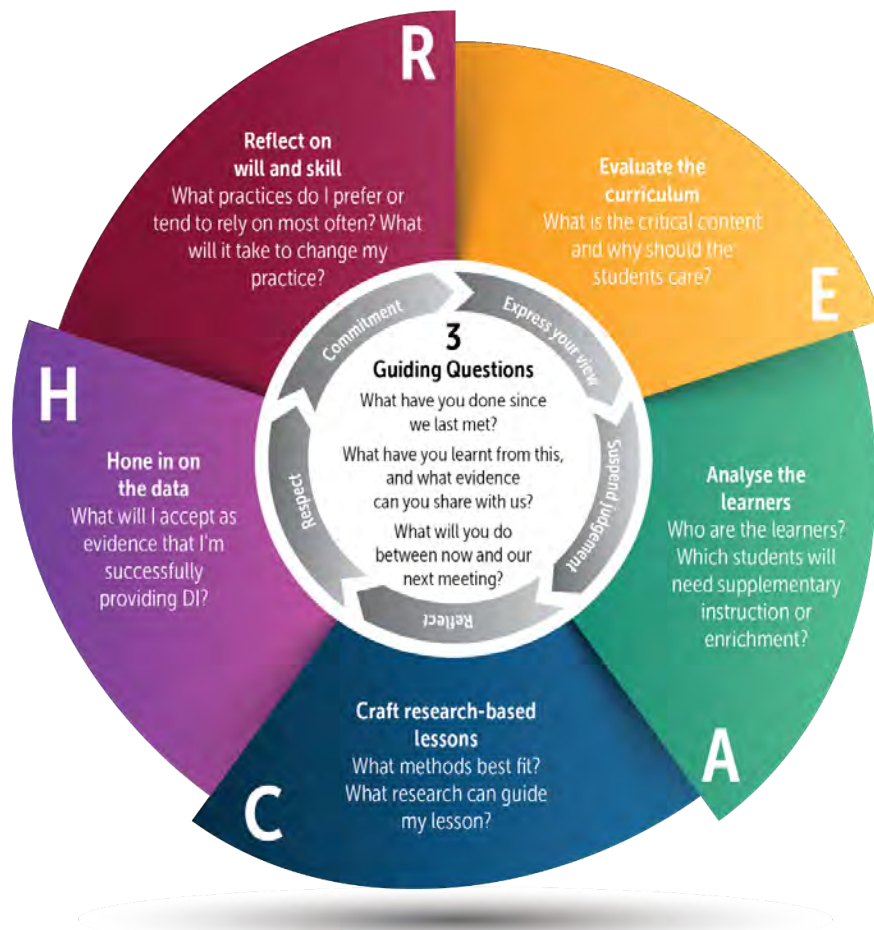 R
Reflect on
will and skill
What practices do I prefer or
tend to rely on most often? What
will it take to change my
practice?
Evaluate the
curriculum
What is the critical content
and why should the
students care?
E
Analyse the
learners
Who are the learners?
Which students will
need supplementary
instruction or
enrichment?
A
Craft research-based
lessons
What methods best fit?
What research can guide
my lesson?
C
H
Hone in on
the data
What will I accept as
evidence that I'm
successfully
providing DI?
Commitment
Express your view
Suspend judgement
Reflect
Respect
3
Guiding Questions
What have you done since
we last met?
What have you learnt from this,
and what evidence
can you share with us?
What will you do
between now and our
next meeting?